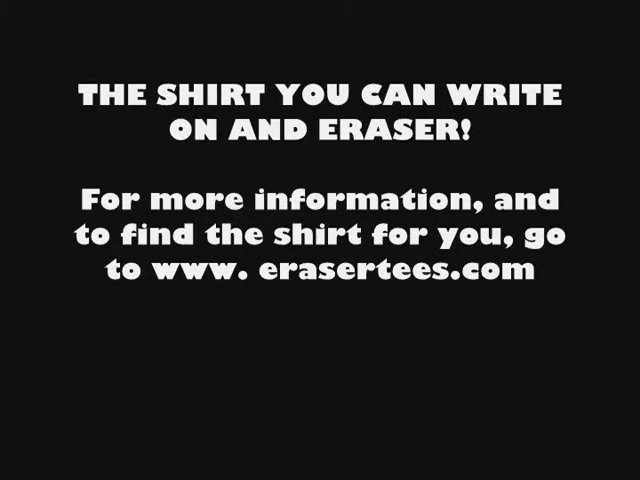 THE SHIRT YOU CAN WRITE
ON AND ERASER!
For more information, and
to find the shirt for you, go
to www. erasertees.com